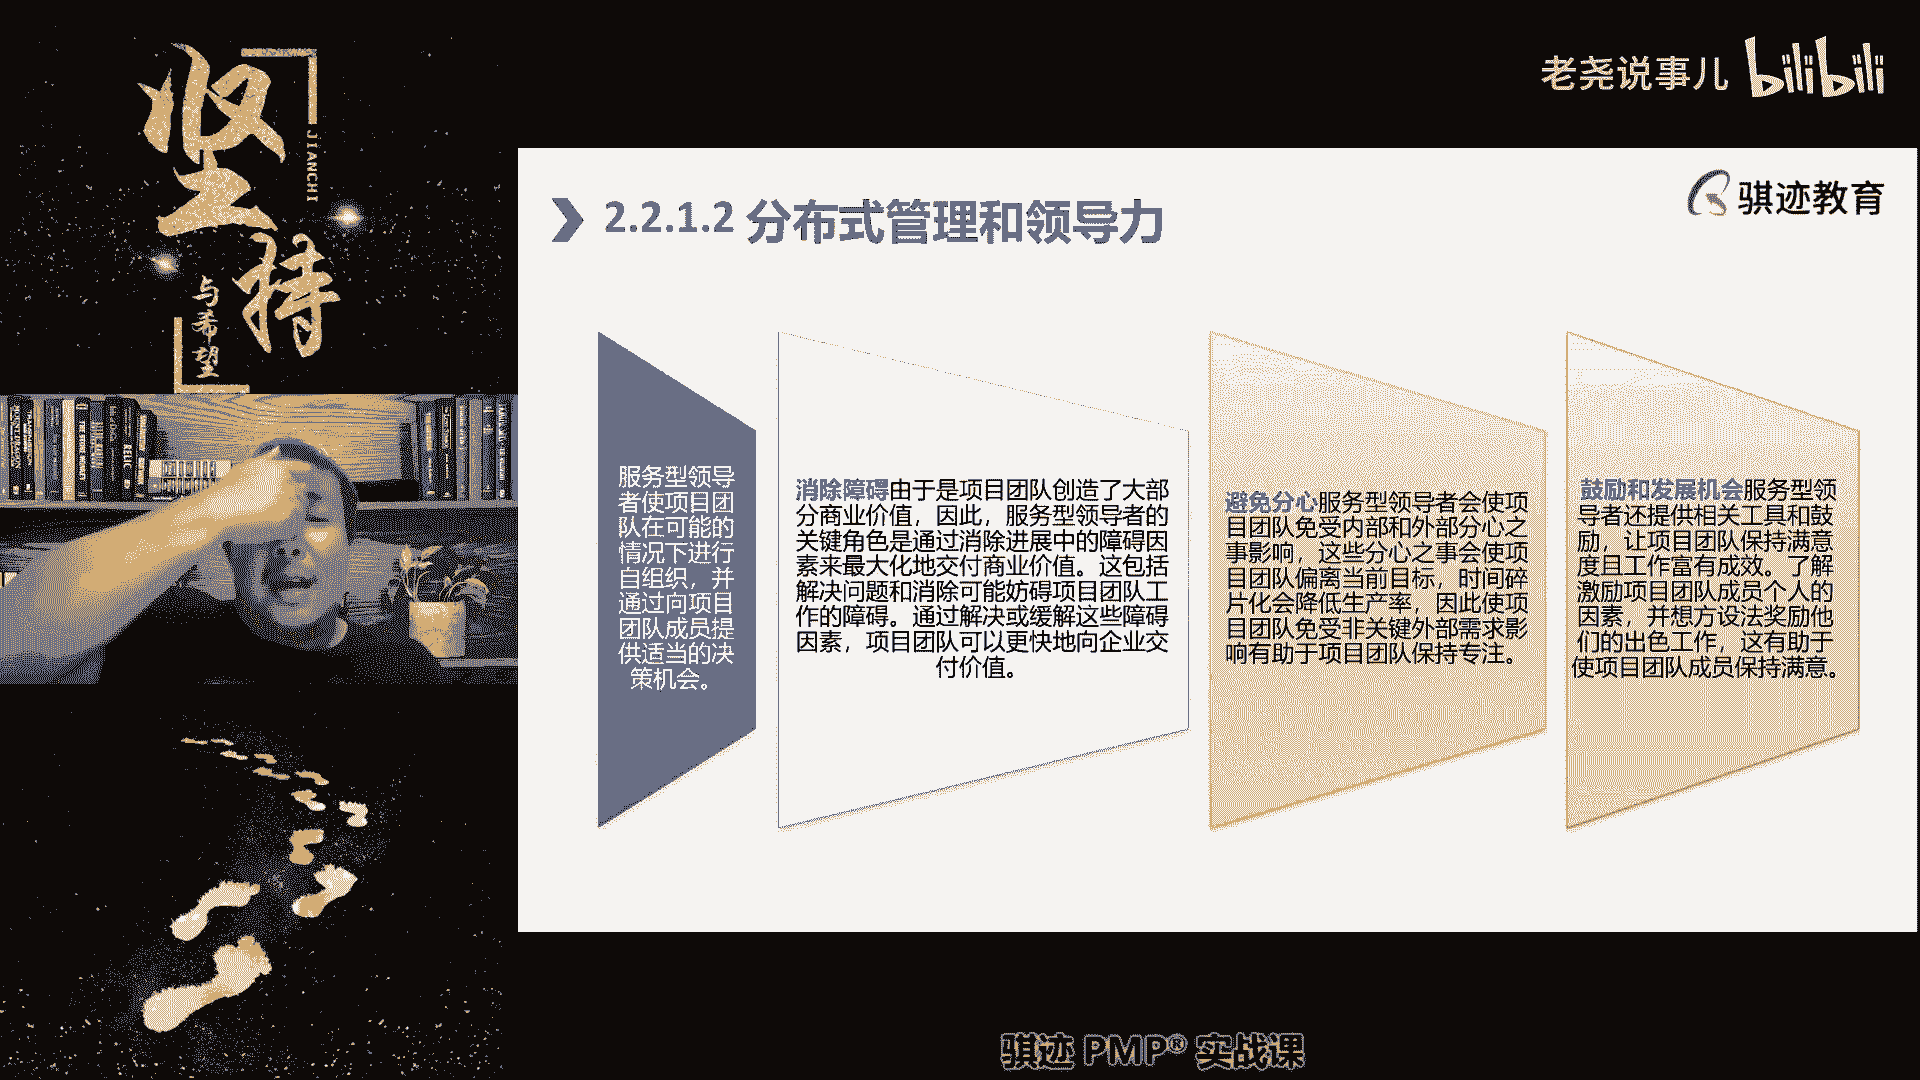 坚持
JIANCHI
与希望
老尧说事儿 bilibili
骐迹教育
2.2.1.2 分布式管理和领导力
服务型领导
者使项目团
队在可能的
情况下进行
自组织，并
通过向项目
团队成员提
供适当的决
策机会。
消除障碍由于是项目团队创造了大部
分商业价值，因此，服务型领导者的
关键角色是通过消除进展中的障碍因
素来最大化地交付商业价值。这包括
解决问题和消除可能妨碍项目团队工
作的障碍。通过解决或缓解这些障碍
因素，项目团队可以更快地向企业交
付价值。
避免分心服务型领导者会使项
目团队免受内部和外部分心之
事影响，这些分心之事会使项
目团队偏离当前目标，时间碎
片化会降低生产率，因此使项
目团队免受非关键外部需求影
响有助于项目团队保持专注。
鼓励和发展机会服务型领
导者还提供相关工具和鼓
励，让项目团队保持满意
度且工作富有成效。了解
激励项目团队成员个人的
因素，并想方设法奖励他
们的出色工作，这有助于
使项目团队成员保持满意。
骐迹 PMP® 实战课